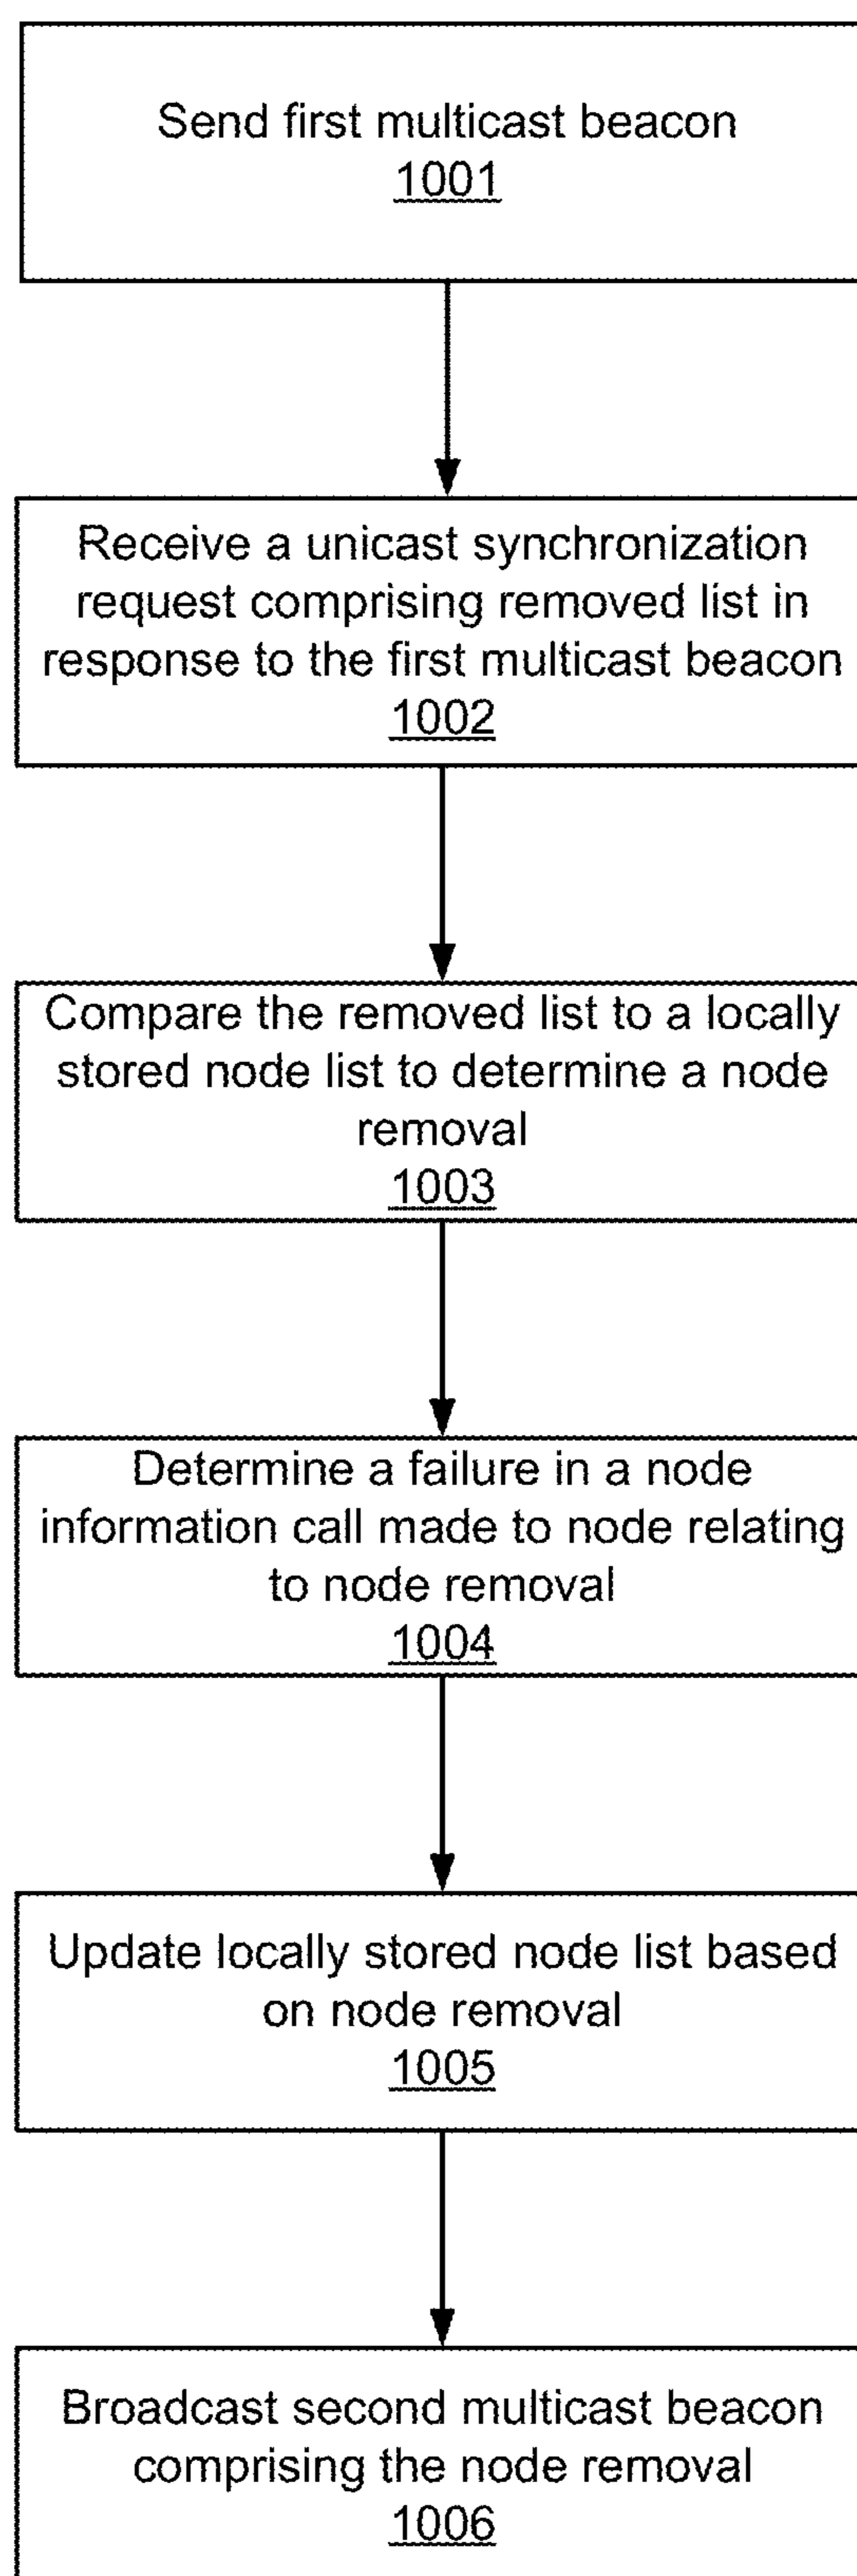 Send first multicast beacon
1001
Receive a unicast synchronization
request comprising removed list in
response to the first multicast beacon
1002
Compare the removed list to a locally
stored node list to determine a node
removal
1003
Determine a failure in a node
information call made to node relating
to node removal
1004
Update locally stored node list based
on node removal
1005
Broadcast second multicast beacon
comprising the node removal
1006